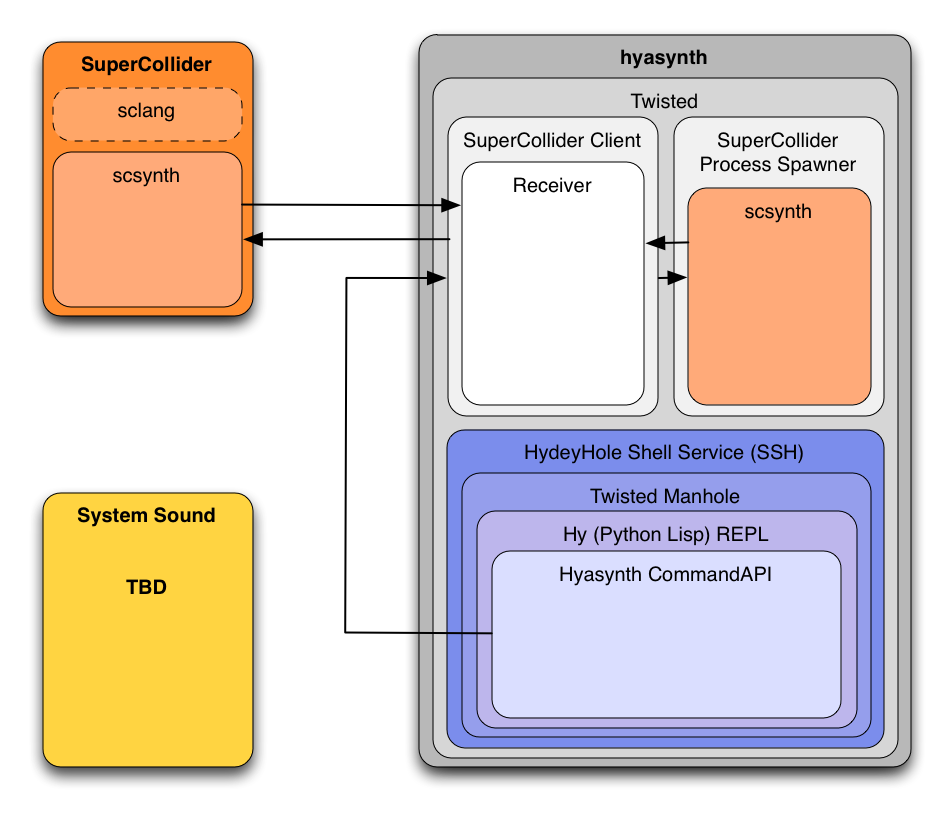 SuperCollider
sclang
scsynth
hyasynth
Twisted
SuperCollider Client
Receiver
SuperCollider
Process Spawner
scsynth
HydeyHole Shell Service (SSH)
Twisted Manhole
Hy (Python Lisp) REPL
Hyasynth CommandAPI
System Sound
TBD